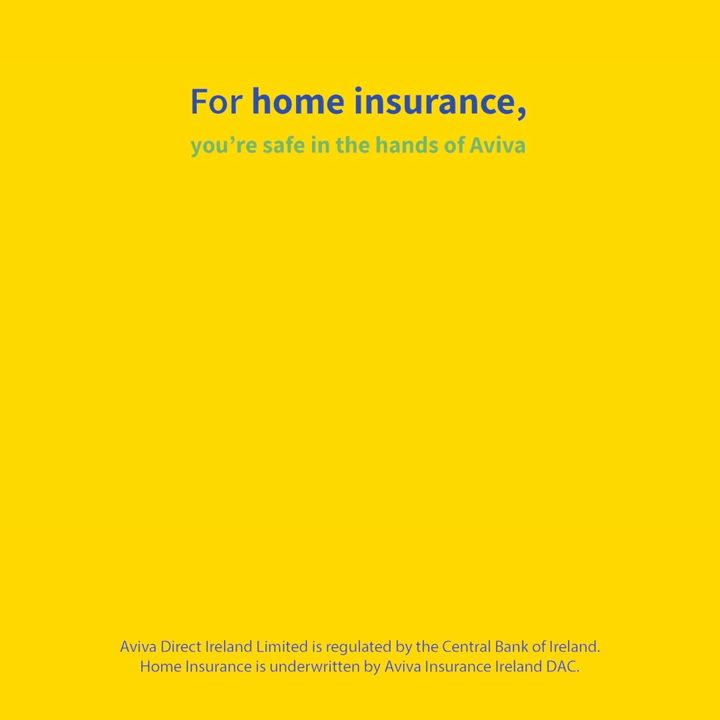 For home insurance,
you’re safe in the hands of Aviva
Aviva Direct Ireland Limited is regulated by the Central Bank of Ireland.
Home Insurance is underwritten by Aviva Insurance Ireland DAC.